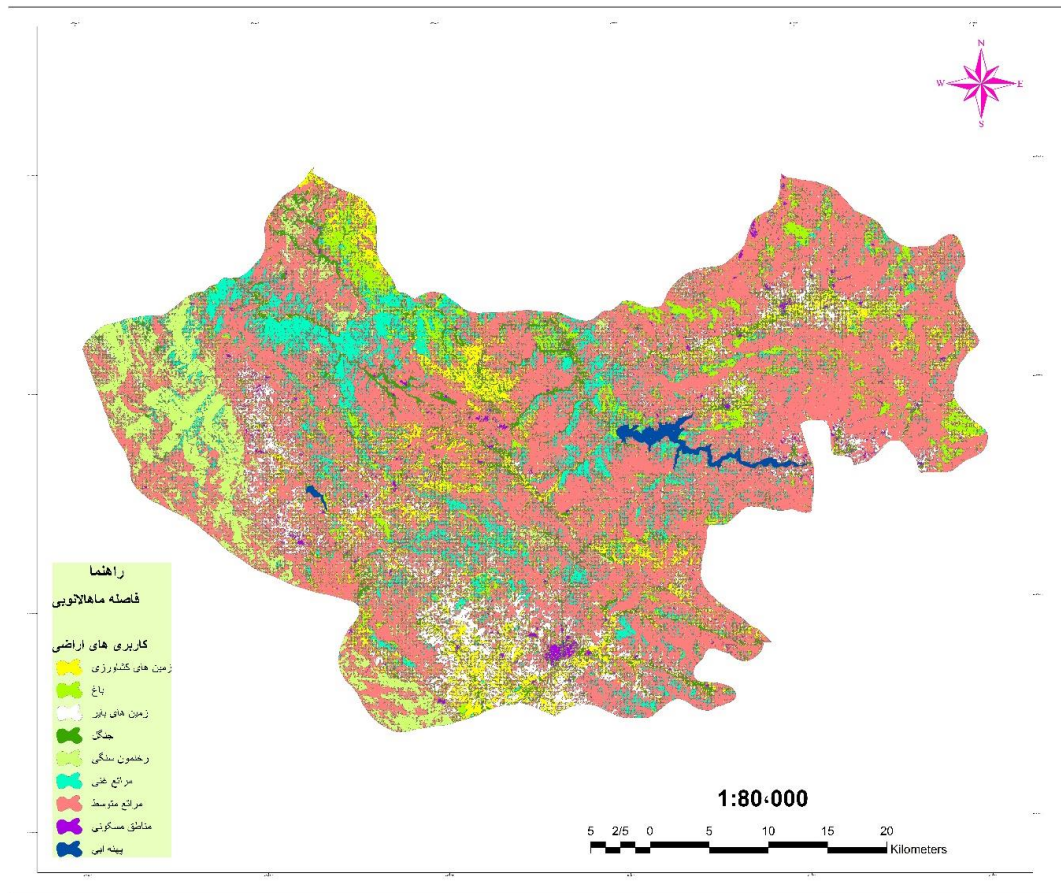 N
W E
S
راهنما
فاصله ماهالانوبی
کاربری های اراضی
زمین های کشاورزی
باغ
زمین های بایر
جنگل
رخنمون سنگی
مراتع غنی
مراتع متوسط
مناطق مسکونی
پهنه ابی
1:80،000
5 2/5 0 5 10 15 20
Kilometers